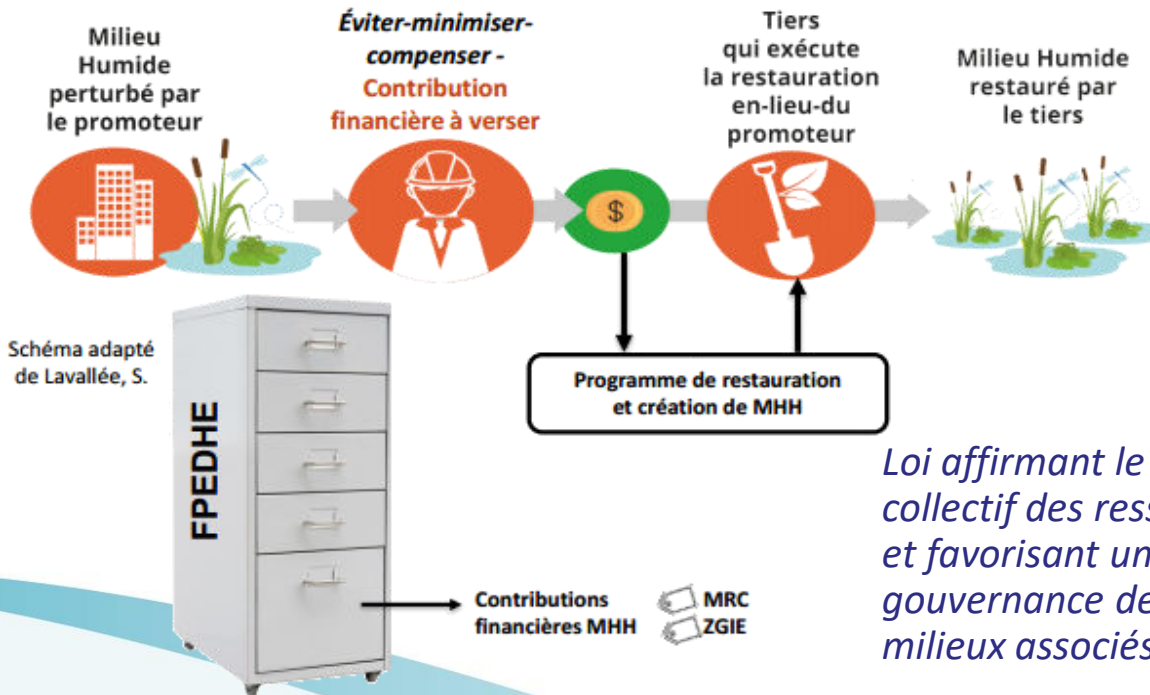 Milieu
Humide
perturbé par
le promoteur
Éviter-minimiser-
compenser -
Contribution
financière à verser
$
Tiers
qui exécute
la restauration
en-lieu-du
promoteur
Milieu Humide
restauré par
le tiers
Schéma adapté
de Lavallée, S.
FPEDHE
Programme de restauration
et création de MHH
Contributions
financières MHH
MRC
ZGIE
Loi affirmant le
collectif des ress
et favorisant un
gouvernance de
milieux associés